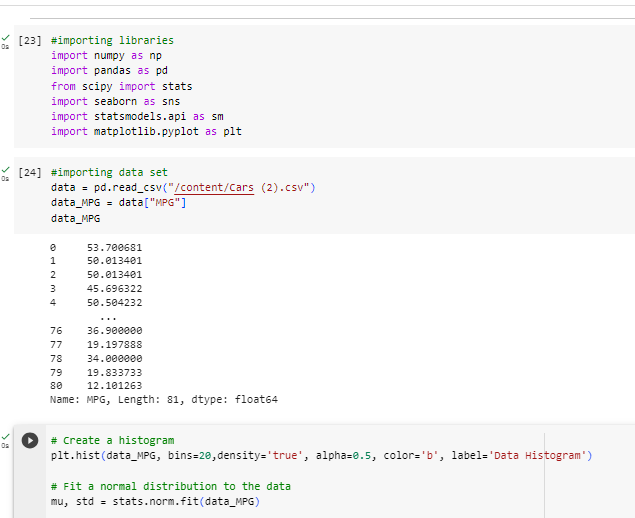 [23] #importing libraries
import numpy as np
import pandas as pd
from scipy import stats
import seaborn as sns
import statsmodels.api as sm
import matplotlib.pyplot as plt
0s
[24] #importing data set
data = pd.read_csv("/content/Cars (2).csv")
data_MPG = data["MPG"]
data_MPG
0s
0 53.700681
1 50.013401
2 50.013401
3 45.696322
4 50.504232
...
76 36.900000
77 19.197888
78 34.000000
79 19.833733
80 12.101263
Name: MPG, Length: 81, dtype: float64
0s
# Create a histogram
plt.hist(data_MPG, bins=20,density='true', alpha=0.5, color='b', label='Data Histogram')
# Fit a normal distribution to the data
mu, std = stats.norm.fit(data_MPG)